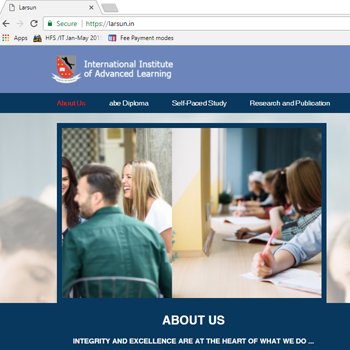 Larsun
Secure https://larsun.in
Apps HFS /IT Jan-May 201 Fee Payment modes
International Institute
of Advanced Learning
About Us abe Diploma Self-Paced Study Research and Publication
ABOUT US
INTEGRITY AND EXCELLENCE ARE AT THE HEART OF WHAT WE DO ...